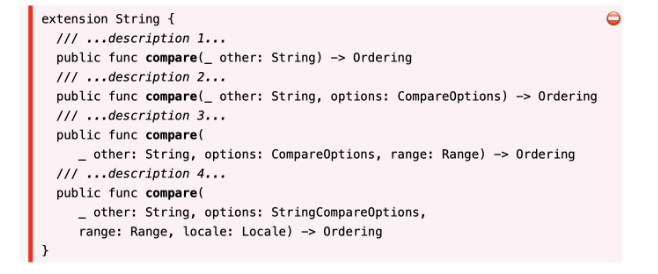 extension String {
/// ...description 1...
public func compare(_ other: String) -> Ordering
/// ...description 2...
public func compare(_ other: String, options: CompareOptions) -> Ordering
/// ...description 3...
public func compare(
_ other: String, options: CompareOptions, range: Range) -> Ordering
/// ...description 4...
public func compare(
_ other: String, options: StringCompareOptions,
range: Range, locale: Locale) -> Ordering
}